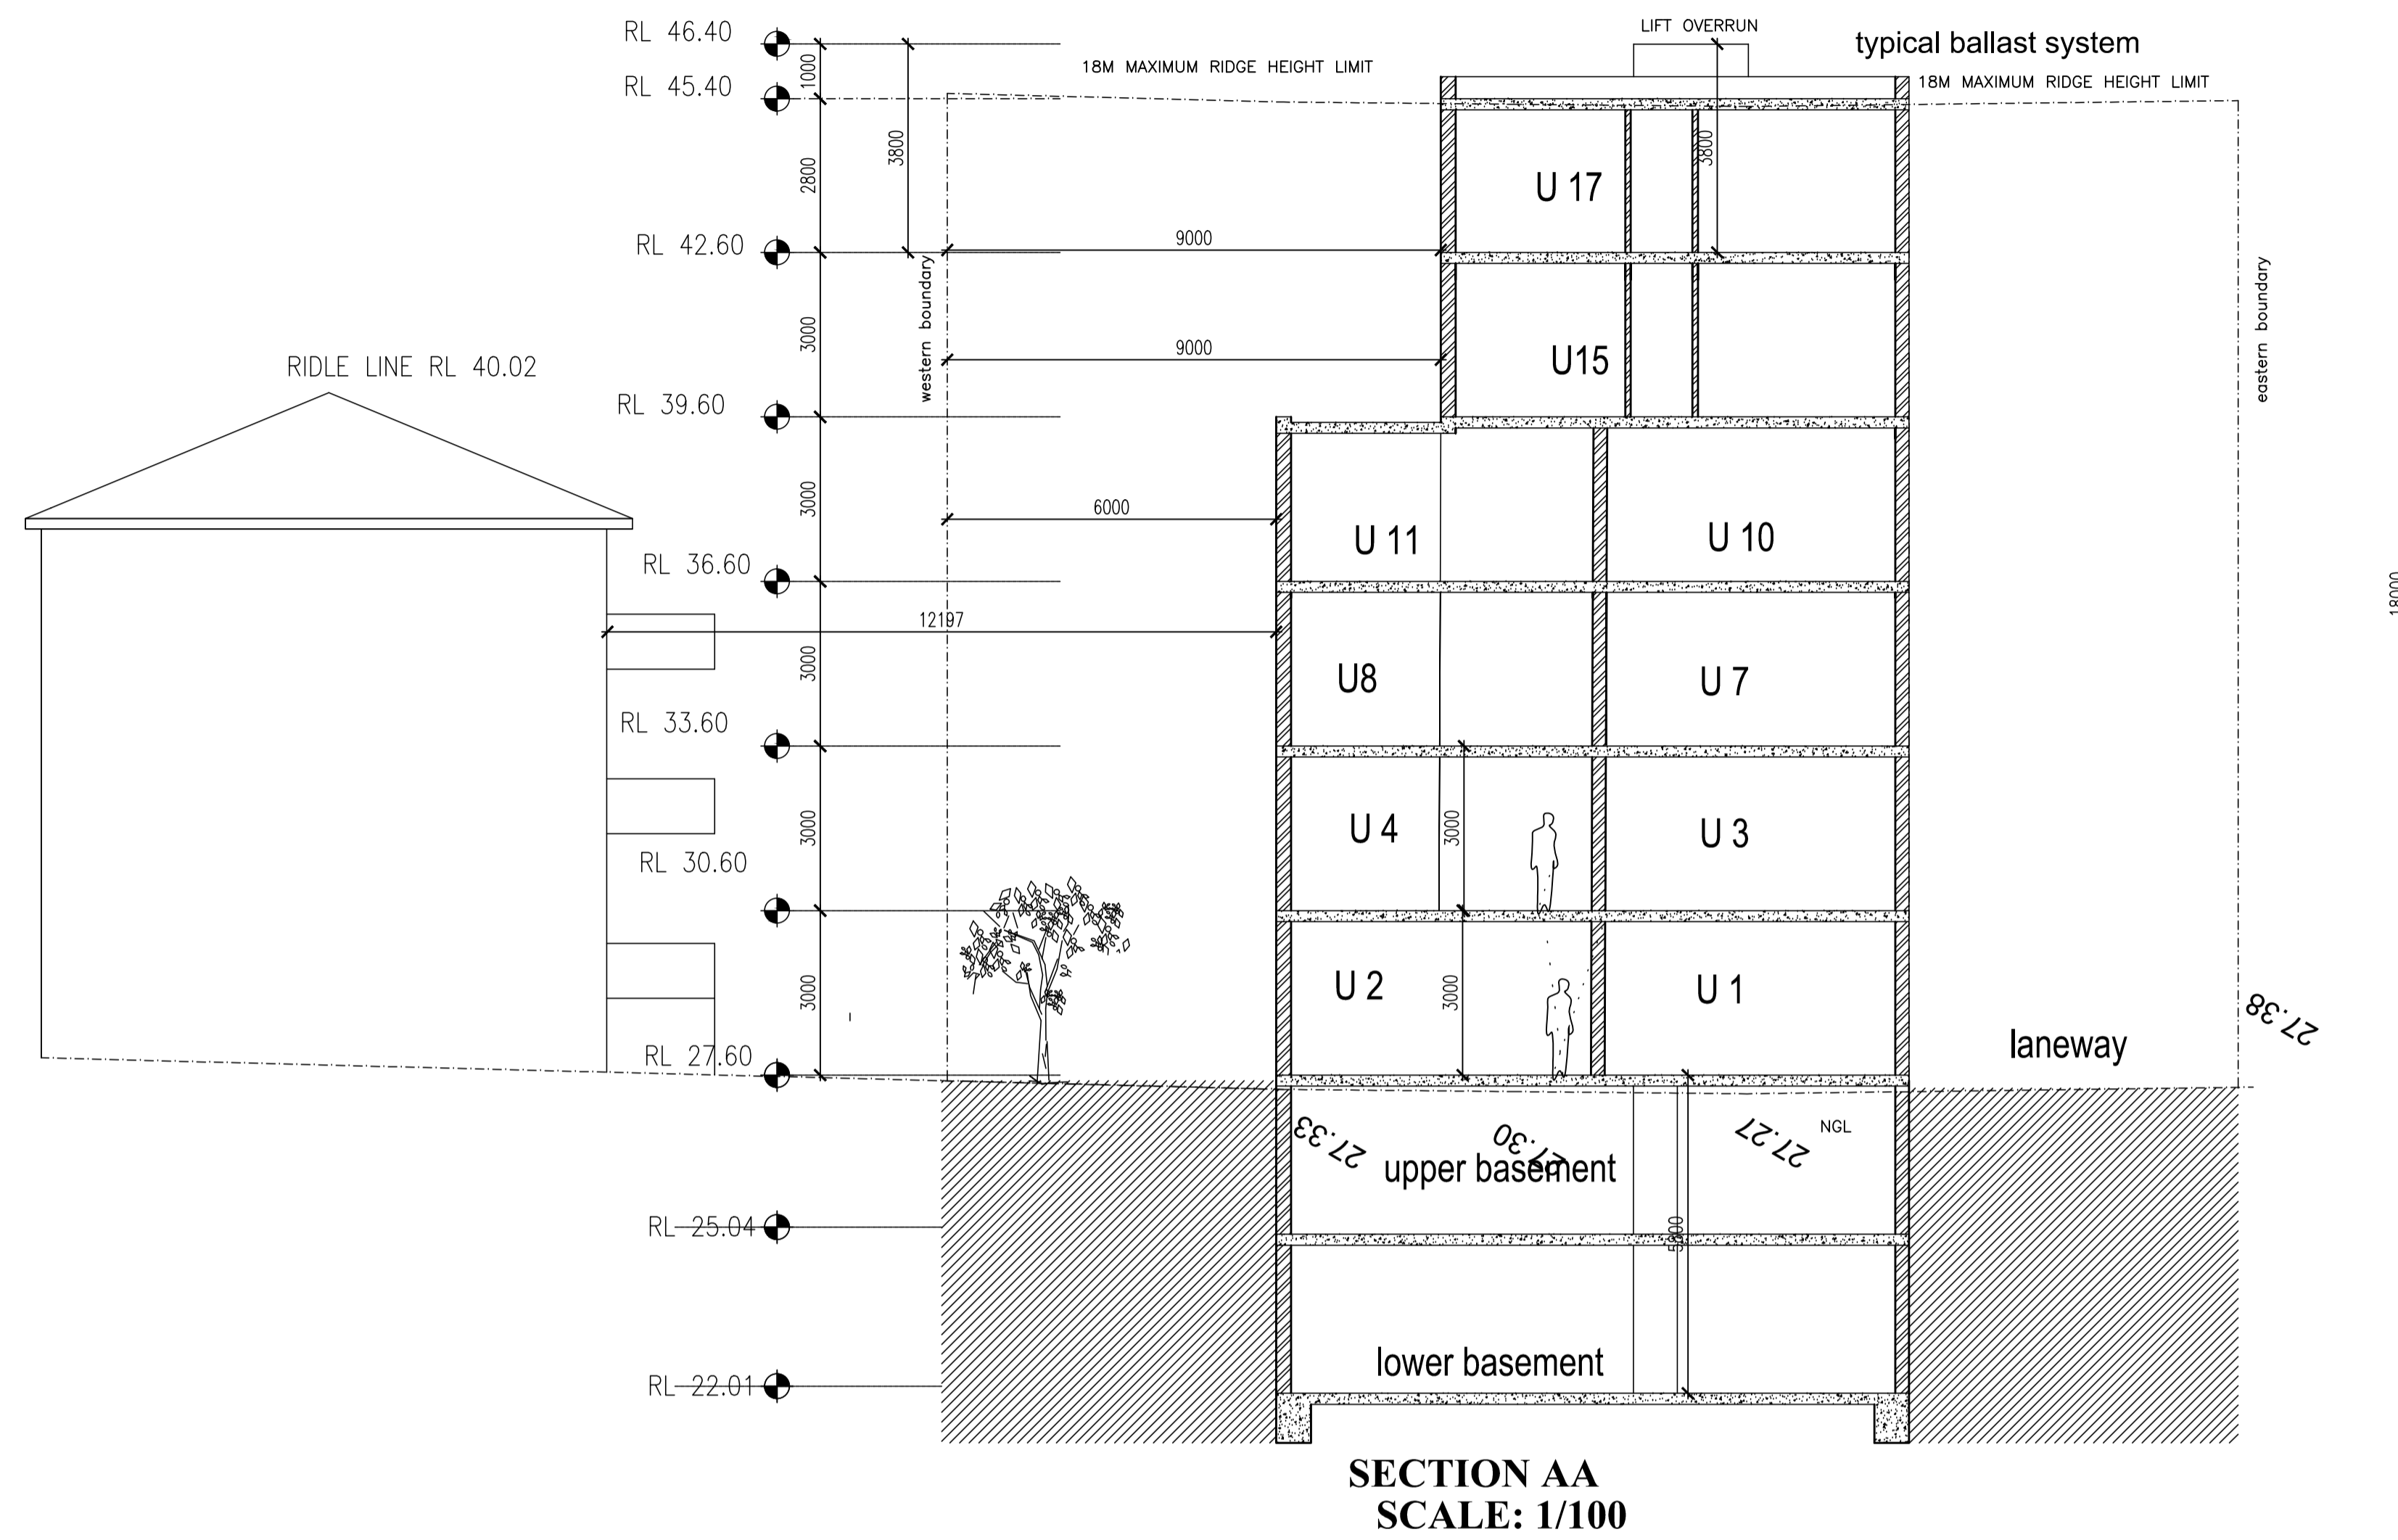 RL 46.40
LIFT OVERRUN
typical ballast system
1000
18M MAXIMUM RIDGE HEIGHT LIMIT
18M MAXIMUM RIDGE HEIGHT LIMIT
RL 45.40
3800
3800
2800
U 17
RL 42.60
9000
western boundary
eastern boundary
3000
9000
U15
RIDLE LINE RL 40.02
RL 39.60
3000
6000
U 11
U 10
RL 36.60
18000
12197
3000
U8
U 7
RL 33.60
3000
U 4
3000
U 3
RL 30.60
3000
U 2
3000
U 1
27.38
laneway
RL 27.60
27.33
27.30
27.27
NGL
upper basement
RL 25.04
lower basement
RL 22.01
SECTION AA
SCALE: 1/100